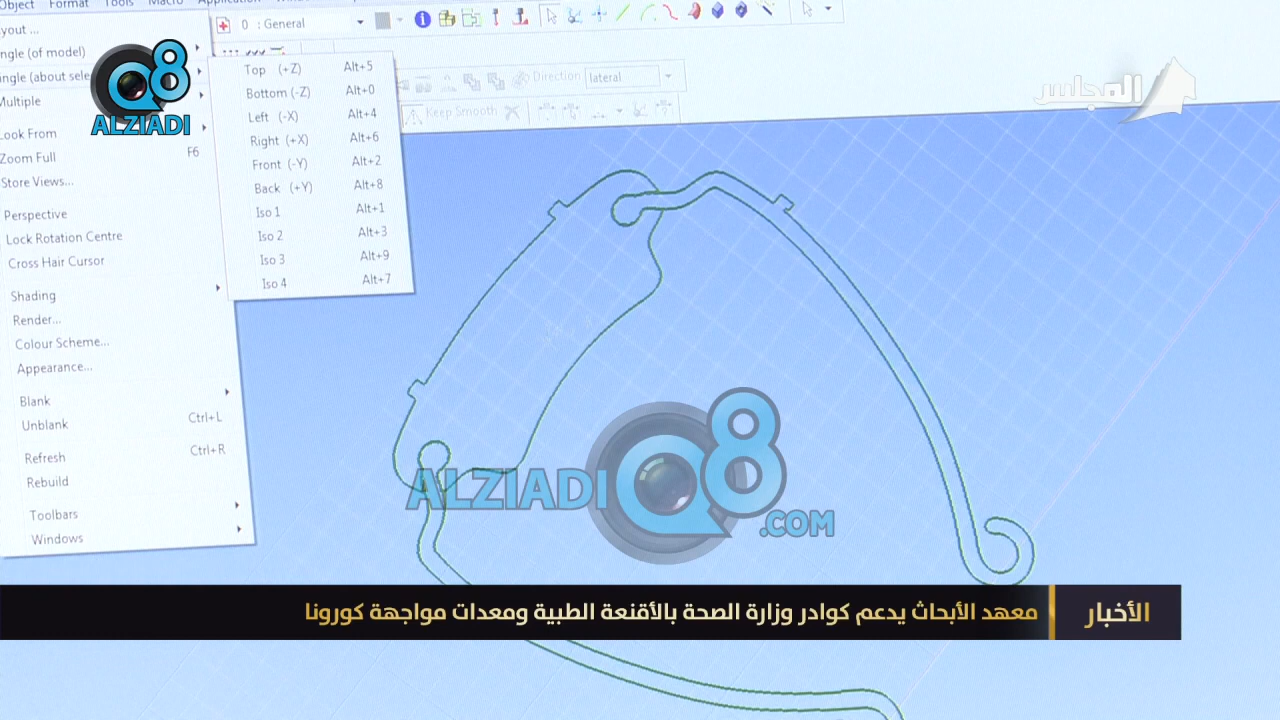 Object Format Tools Macro Application
0 : General
ngle (of model)
ngle (about sele
Multiple
Look From
Zoom Full F6
Store Views...
Perspective
Lock Rotation Centre
Cross Hair Cursor
Shading
Render...
Colour Scheme...
Appearance...
Blank
Unblank Ctrl+L
Refresh Ctrl+R
Rebuild
Toolbars
Windows
Top (+Z) Alt+5
Bottom (-Z) Alt+0
Left (-X) Alt+4
Right (+X) Alt+6
Front (-Y) Alt+2
Back (+Y) Alt+8
Iso 1 Alt+1
Iso 2 Alt+3
Iso 3 Alt+9
Iso 4 Alt+7
Direction lateral
Keep Smooth
Q8
ALZIADI
المجلس
ALZIADI Q8 .COM
الأخبار
معهد الأبحاث يدعم كوادر وزارة الصحة بالأقنعة الطبية ومعدات مواجهة كورونا